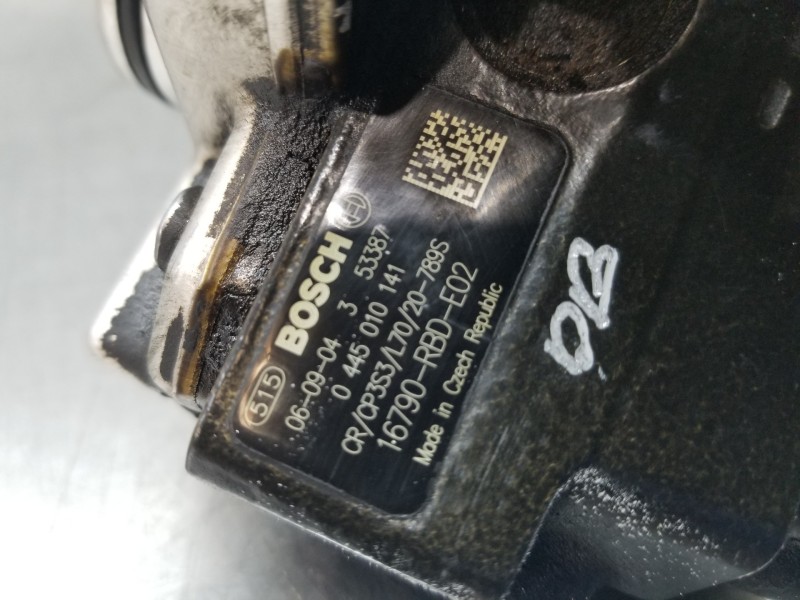 515 BOSCH
06-09-04 3 53387
0 445 010 141
CR/CP3S3/L70/20-789S
16790-RBD-E02
Made in Czech Republic